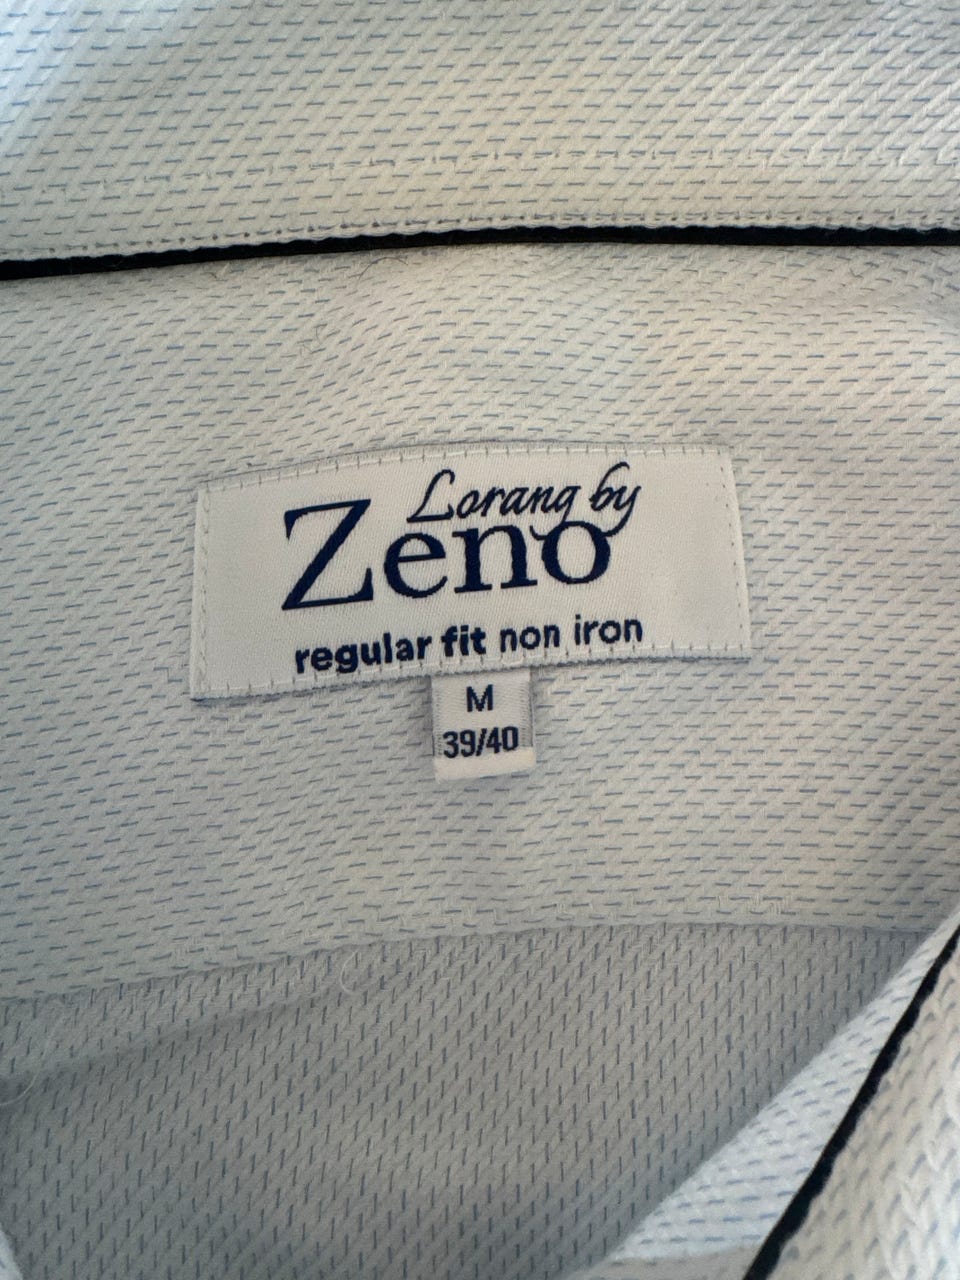 Lorang by
Zeno
regular fit non iron
M
39/40